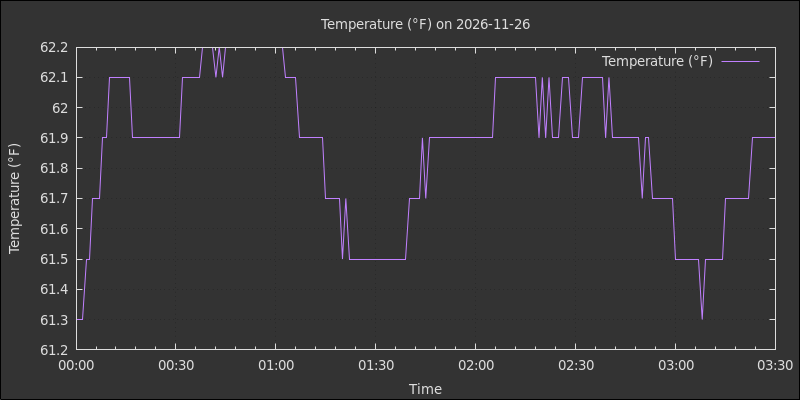 Temperature (°F) on 2026-11-26
Temperature (°F)
62.2
62.1
62
61.9
61.8
61.7
61.6
61.5
61.4
61.3
61.2
Temperature (°F)
00:00 00:30 01:00 01:30 02:00 02:30 03:00 03:30
Time